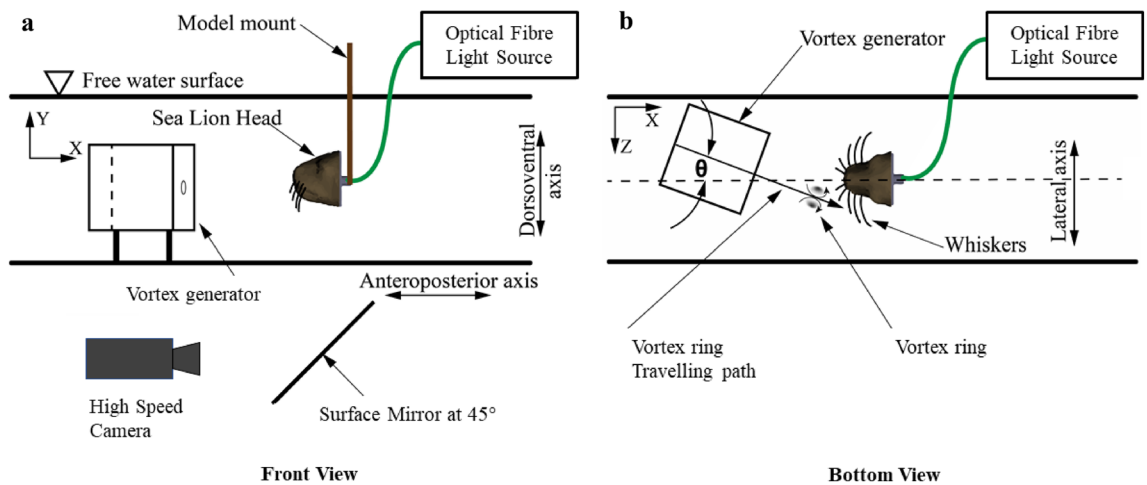 a
Model mount
Optical Fibre
Light Source
Free water surface
Sea Lion Head
Y
X
Dorsoventral
axis
Vortex generator
Anteroposterior axis
High Speed
Camera
Surface Mirror at 45°
Front View
b
Vortex generator
Optical Fibre
Light Source
X
Z
θ
Lateral axis
Whiskers
Vortex ring
Travelling path
Vortex ring
Bottom View